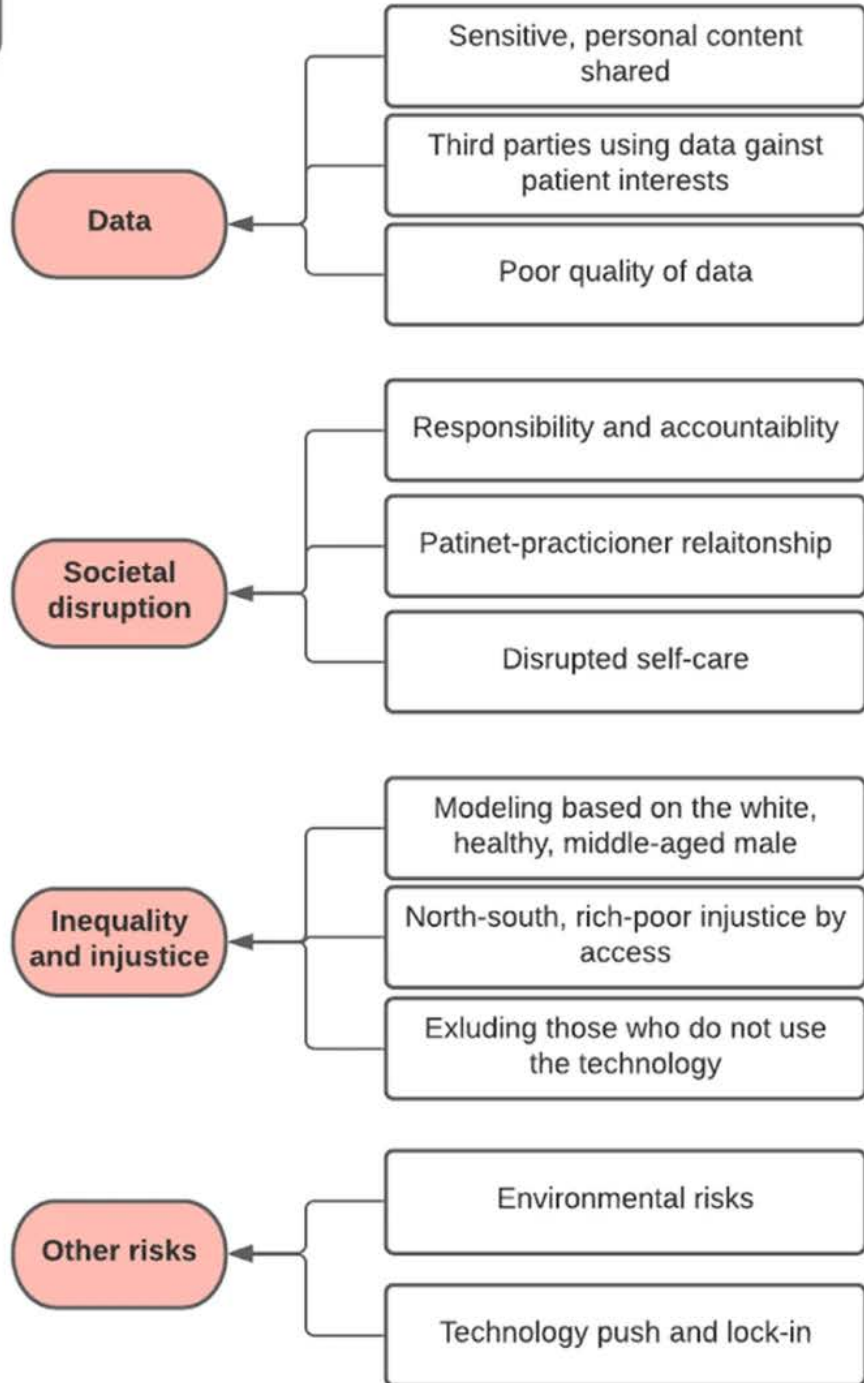 Sensitive, personal content
shared
Third parties using data gainst
patient interests
Data
Poor quality of data
Responsibility and accountaiblity
Societal
disruption
Patinet-practicioner relaitonship
Disrupted self-care
Modeling based on the white,
healthy, middle-aged male
Inequality
and injustice
North-south, rich-poor injustice by
access
Exluding those who do not use
the technology
Environmental risks
Other risks
Technology push and lock-in